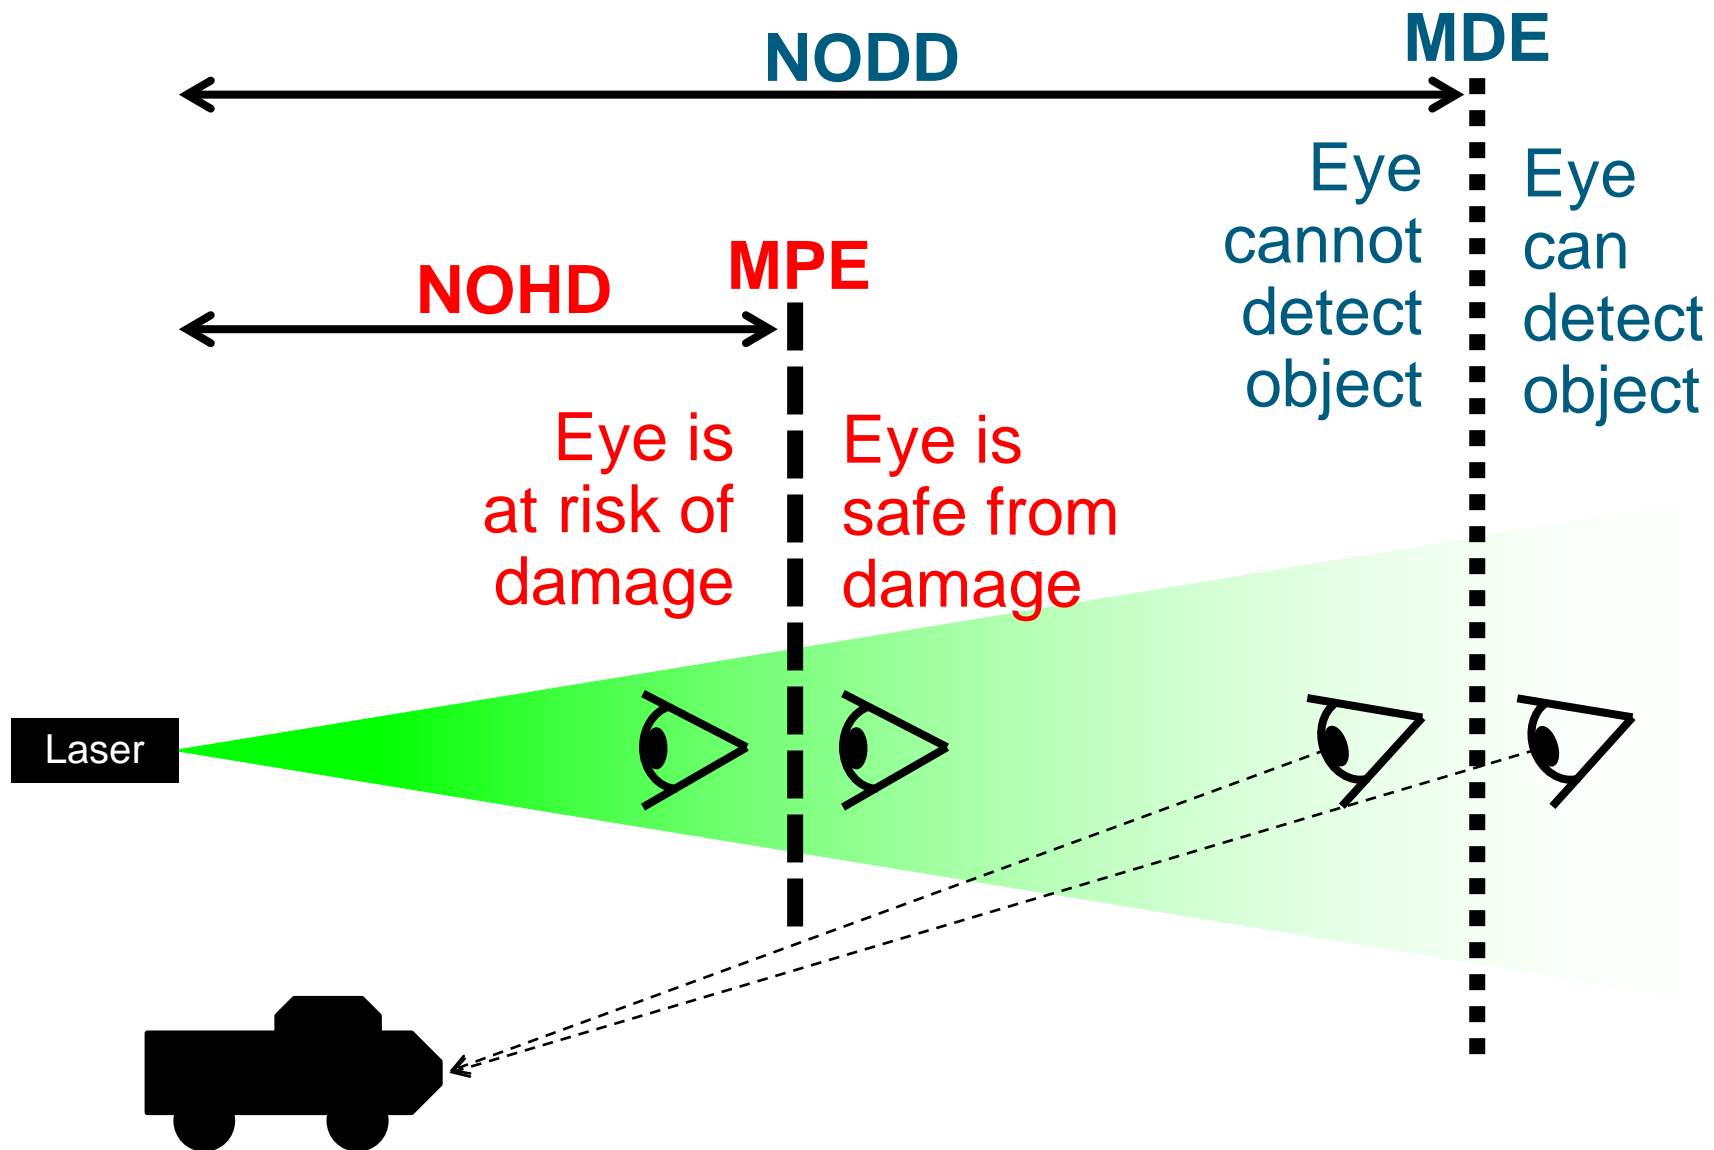 NODD
MDE
Eye
cannot
detect
object
Eye
can
detect
object
NOHD
MPE
Eye is
at risk of
damage
Eye is
safe from
damage
Laser